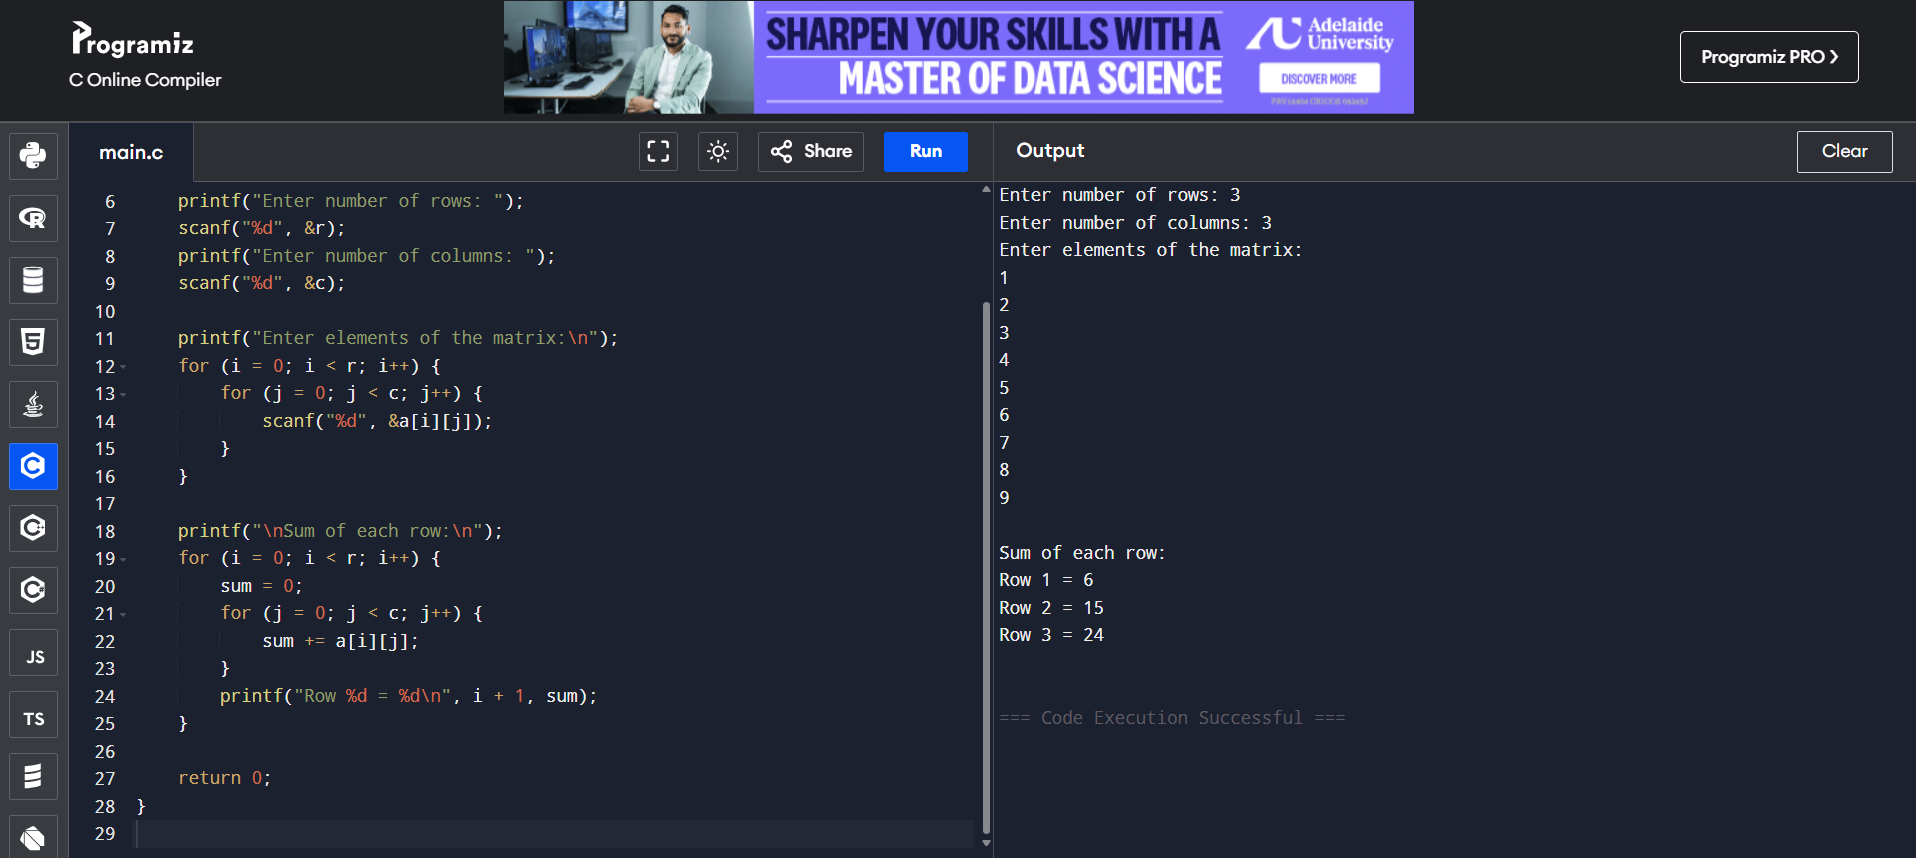 Programiz
C Online Compiler
SHARPEN YOUR SKILLS WITH A
MASTER OF DATA SCIENCE
Adelaide
University
DISCOVER MORE
Programiz PRO ❯
main.c
Share
Run
Output
Clear
6 printf("Enter number of rows: ");
7 scanf("%d", &r);
8 printf("Enter number of columns: ");
9 scanf("%d", &c);
10
11 printf("Enter elements of the matrix:\n");
12 for (i = 0; i < r; i++) {
13 for (j = 0; j < c; j++) {
14 scanf("%d", &a[i][j]);
15 }
16 }
17
18 printf("\nSum of each row:\n");
19 for (i = 0; i < r; i++) {
20 sum = 0;
21 for (j = 0; j < c; j++) {
22 sum += a[i][j];
23 }
24 printf("Row %d = %d\n", i + 1, sum);
25 }
26
27 return 0;
28 }
29
Enter number of rows: 3
Enter number of columns: 3
Enter elements of the matrix:
1
2
3
4
5
6
7
8
9
Sum of each row:
Row 1 = 6
Row 2 = 15
Row 3 = 24
=== Code Execution Successful ===
R
5
C
C
C
JS
TS